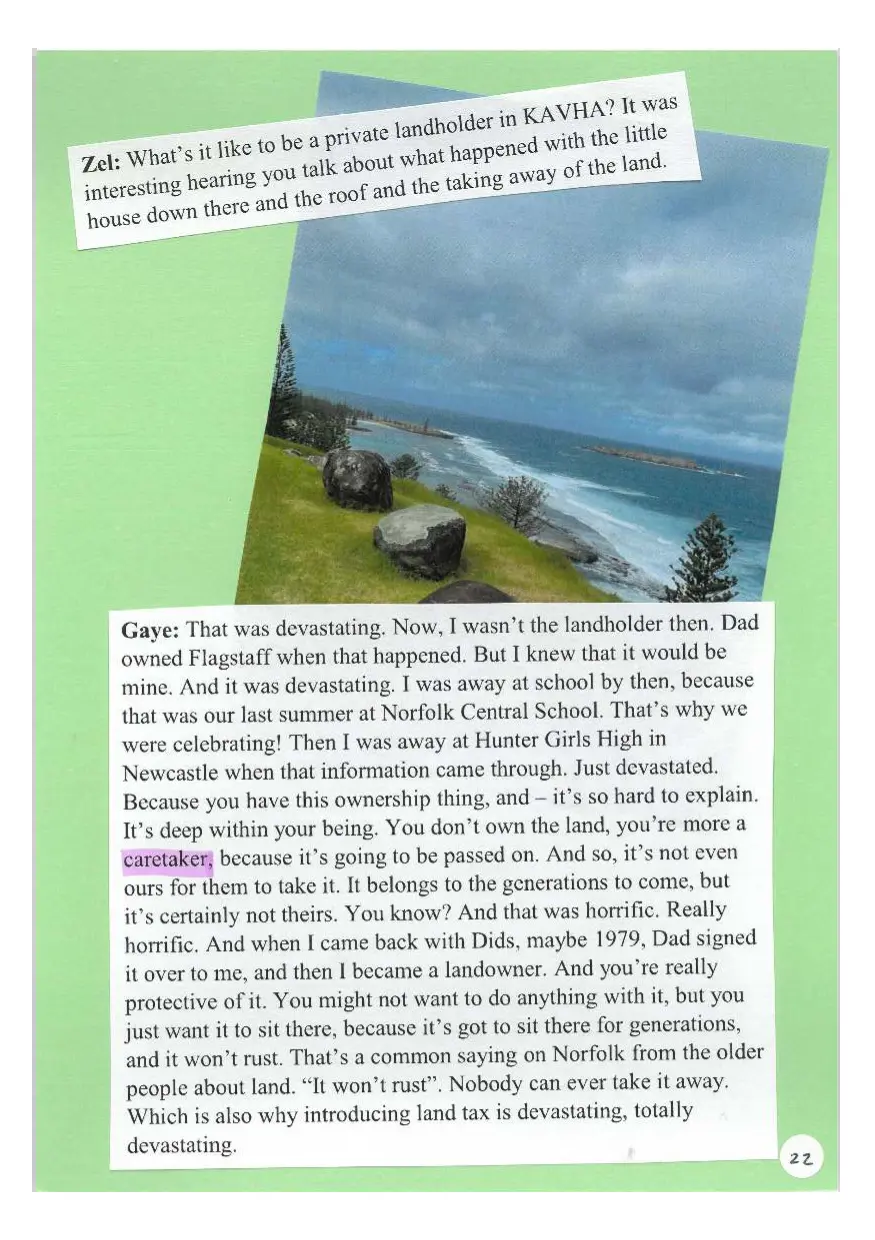 Zel: What's it like to be a private landholder in KAVHA? It was
interesting hearing you talk about what happened with the little
house down there and the roof and the taking away of the land.
Gaye: That was devastating. Now, I wasn't the landholder then. Dad
owned Flagstaff when that happened. But I knew that it would be
mine. And it was devastating. I was away at school by then, because
that was our last summer at Norfolk Central School. That's why we
were celebrating! Then I was away at Hunter Girls High in
Newcastle when that information came through. Just devastated.
Because you have this ownership thing, and – it's so hard to explain.
It's deep within your being. You don't own the land, you're more a
caretaker, because it's going to be passed on. And so, it's not even
ours for them to take it. It belongs to the generations to come, but
it's certainly not theirs. You know? And that was horrific. Really
horrific. And when I came back with Dids, maybe 1979, Dad signed
it over to me, and then I became a landowner. And you're really
protective of it. You might not want to do anything with it, but you
just want it to sit there, because it's got to sit there for generations,
and it won't rust. That's a common saying on Norfolk from the older
people about land. “It won't rust”. Nobody can ever take it away.
Which is also why introducing land tax is devastating, totally
devastating.
22